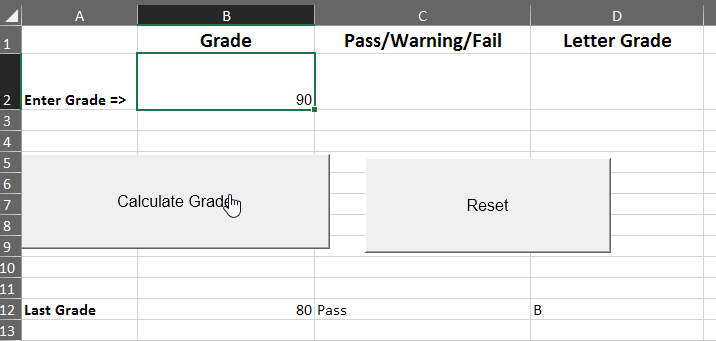 A B C D
1 Grade Pass/Warning/Fail Letter Grade
2 Enter Grade => 90
3
4
5
6
7 Calculate Grade Reset
8
9
10
11
12 Last Grade 80 Pass B
13